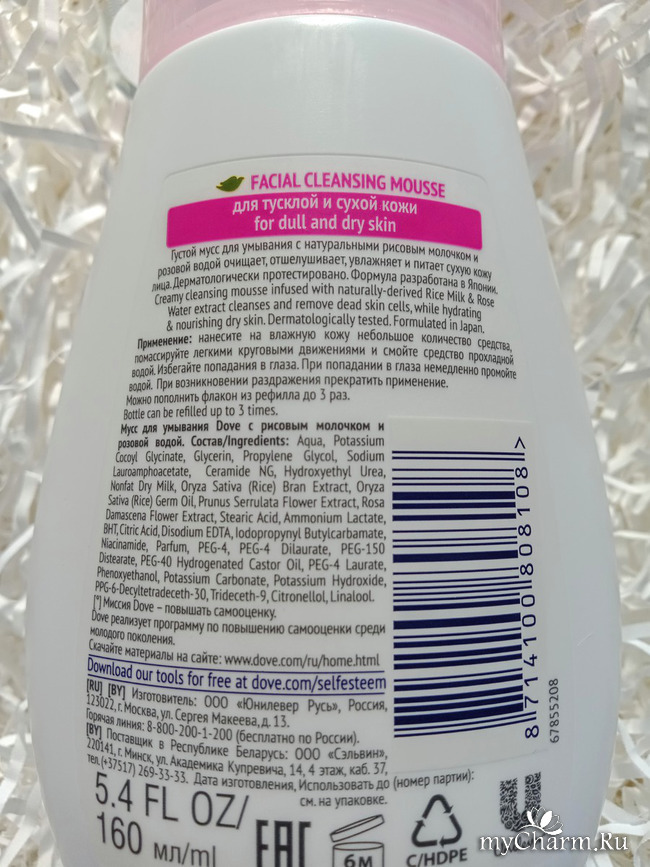 FACIAL CLEANSING MOUSSE
для тусклой и сухой кожи
for dull and dry skin
Густой мусс для умывания с натуральными рисовым молочком и
розовой водой очищает, отшелушивает, увлажняет и питает сухую кожу
лица. Дерматологически протестировано. Формула разработана в Японии.
Creamy cleansing mousse infused with naturally-derived Rice Milk & Rose
Water extract cleanses and remove dead skin cells, while hydrating
& nourishing dry skin. Dermatologically tested. Formulated in Japan.
Применение: нанесите на влажную кожу небольшое количество средства,
помассируйте легкими круговыми движениями и смойте средство прохладной
водой. Избегайте попадания в глаза. При попадании в глаза немедленно промойте
водой. При возникновении раздражения прекратить применение.
Можно пополнить флакон из рефилла до 3 раз.
Bottle can be refilled up to 3 times.
Мусс для умывания Dove с рисовым молочком и
розовой водой. Состав/Ingredients: Aqua, Potassium
Cocoyl Glycinate, Glycerin, Propylene Glycol, Sodium
Lauroamphoacetate, Ceramide NG, Hydroxyethyl Urea,
Nonfat Dry Milk, Oryza Sativa (Rice) Bran Extract, Oryza
Sativa (Rice) Germ Oil, Prunus Serrulata Flower Extract, Rosa
Damascena Flower Extract, Stearic Acid, Ammonium Lactate,
BHT, Citric Acid, Disodium EDTA, Iodopropynyl Butylcarbamate,
Niacinamide, Parfum, PEG-4, PEG-4 Dilaurate, PEG-150
Distearate, PEG-40 Hydrogenated Castor Oil, PEG-4 Laurate,
Phenoxyethanol, Potassium Carbonate, Potassium Hydroxide,
PPG-6-Decyltetradeceth-30, Trideceth-9, Citronellol, Linalool.
[*] Миссия Dove – повышать самооценку.
Dove реализует программу по повышению самооценки среди
молодого поколения.
Скачайте материалы на сайте: www.dove.com/ru/home.html
Download our tools for free at dove.com/selfesteem
[RU] [BY] Изготовитель: ООО «Юнилевер Русь», Россия,
123022, г. Москва, ул. Сергея Макеева, д. 13.
Горячая линия: 8-800-200-1-200 (бесплатно по России).
[BY] Поставщик в Республике Беларусь: ООО «Сэльвин»,
220141, г. Минск, ул. Академика Купревича, 14, 4 этаж, каб. 37,
тел. (+37517) 269-33-33. Дата изготовления, Использовать до (номер партии):
см. на упаковке.
5.4 FL OZ/
160 мл/ml
EAC
6M
C/HDPE
8 714100 808108 >
67855208
myCharm.Ru